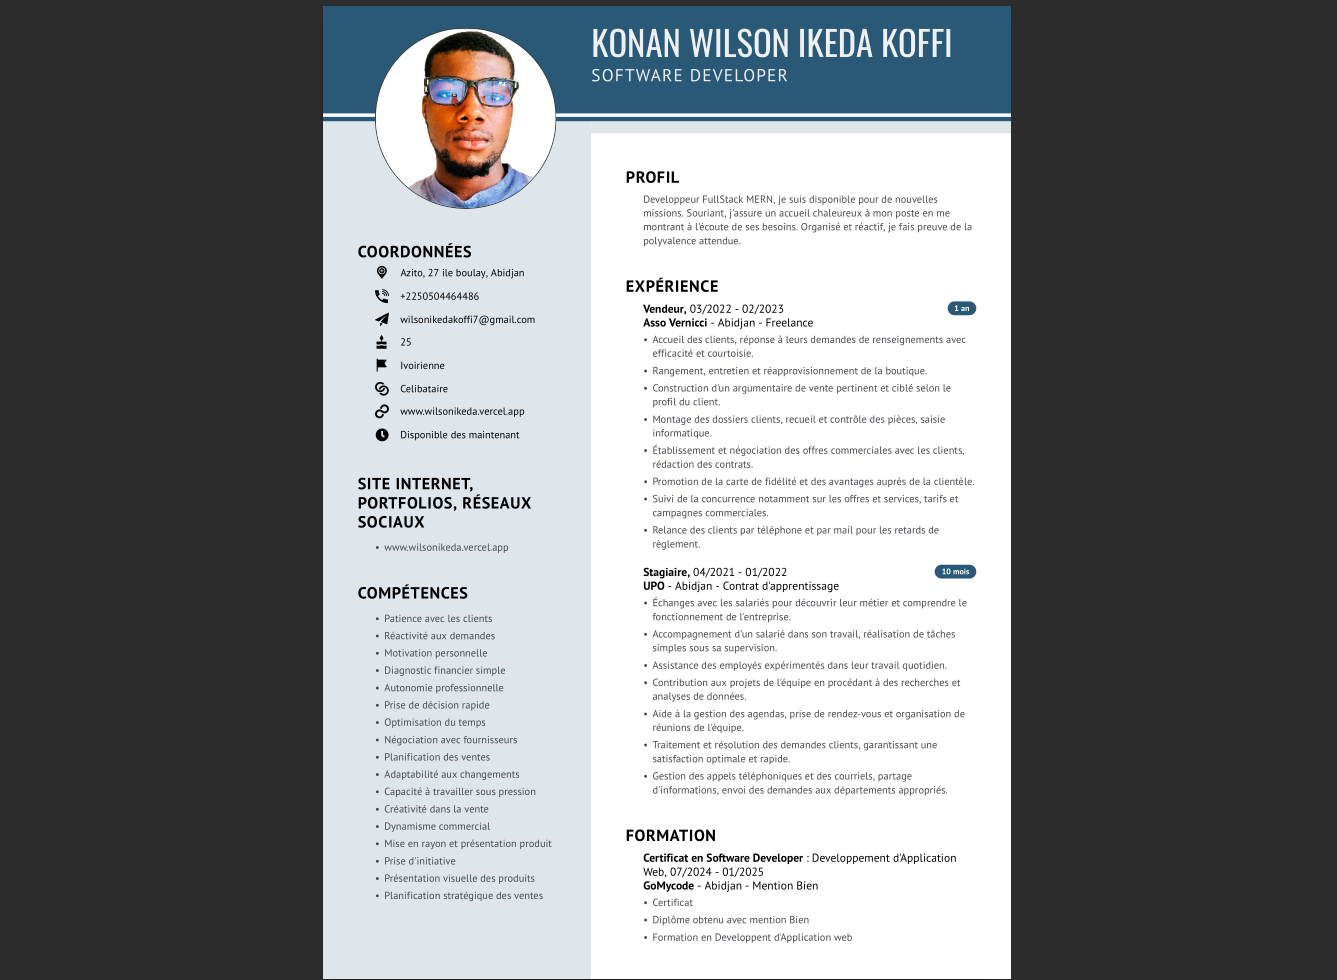 KONAN WILSON IKEDA KOFFI
SOFTWARE DEVELOPER
COORDONNÉES
Azito, 27 ile boulay, Abidjan
+2250504464486
wilsonikedakoffi7@gmail.com
25
Ivoirienne
Celibataire
www.wilsonikeda.vercel.app
Disponible des maintenant
SITE INTERNET,
PORTFOLIOS, RÉSEAUX
SOCIAUX
• www.wilsonikeda.vercel.app
COMPÉTENCES
• Patience avec les clients
• Réactivité aux demandes
• Motivation personnelle
• Diagnostic financier simple
• Autonomie professionnelle
• Prise de décision rapide
• Optimisation du temps
• Négociation avec fournisseurs
• Planification des ventes
• Adaptabilité aux changements
• Capacité à travailler sous pression
• Créativité dans la vente
• Dynamisme commercial
• Mise en rayon et présentation produit
• Prise d'initiative
• Présentation visuelle des produits
• Planification stratégique des ventes
PROFIL
Developpeur FullStack MERN, je suis disponible pour de nouvelles
missions. Souriant, j'assure un accueil chaleureux à mon poste en me
montrant à l'écoute de ses besoins. Organisé et réactif, je fais preuve de la
polyvalence attendue.
EXPÉRIENCE
Vendeur, 03/2022 - 02/2023 1 an
Asso Vernicci - Abidjan - Freelance
• Accueil des clients, réponse à leurs demandes de renseignements avec
efficacité et courtoisie.
• Rangement, entretien et réapprovisionnement de la boutique.
• Construction d'un argumentaire de vente pertinent et ciblé selon le
profil du client.
• Montage des dossiers clients, recueil et contrôle des pièces, saisie
informatique.
• Établissement et négociation des offres commerciales avec les clients,
rédaction des contrats.
• Promotion de la carte de fidélité et des avantages auprès de la clientèle.
• Suivi de la concurrence notamment sur les offres et services, tarifs et
campagnes commerciales.
• Relance des clients par téléphone et par mail pour les retards de
règlement.
Stagiaire, 04/2021 - 01/2022 10 mois
UPO - Abidjan - Contrat d'apprentissage
• Échanges avec les salariés pour découvrir leur métier et comprendre le
fonctionnement de l'entreprise.
• Accompagnement d'un salarié dans son travail, réalisation de tâches
simples sous sa supervision.
• Assistance des employés expérimentés dans leur travail quotidien.
• Contribution aux projets de l'équipe en procédant à des recherches et
analyses de données.
• Aide à la gestion des agendas, prise de rendez-vous et organisation de
réunions de l'équipe.
• Traitement et résolution des demandes clients, garantissant une
satisfaction optimale et rapide.
• Gestion des appels téléphoniques et des courriels, partage
d'informations, envoi des demandes aux départements appropriés.
FORMATION
Certificat en Software Developer : Developpement d'Application
Web, 07/2024 - 01/2025
GoMycode - Abidjan - Mention Bien
• Certificat
• Diplôme obtenu avec mention Bien
• Formation en Developpent d'Application web